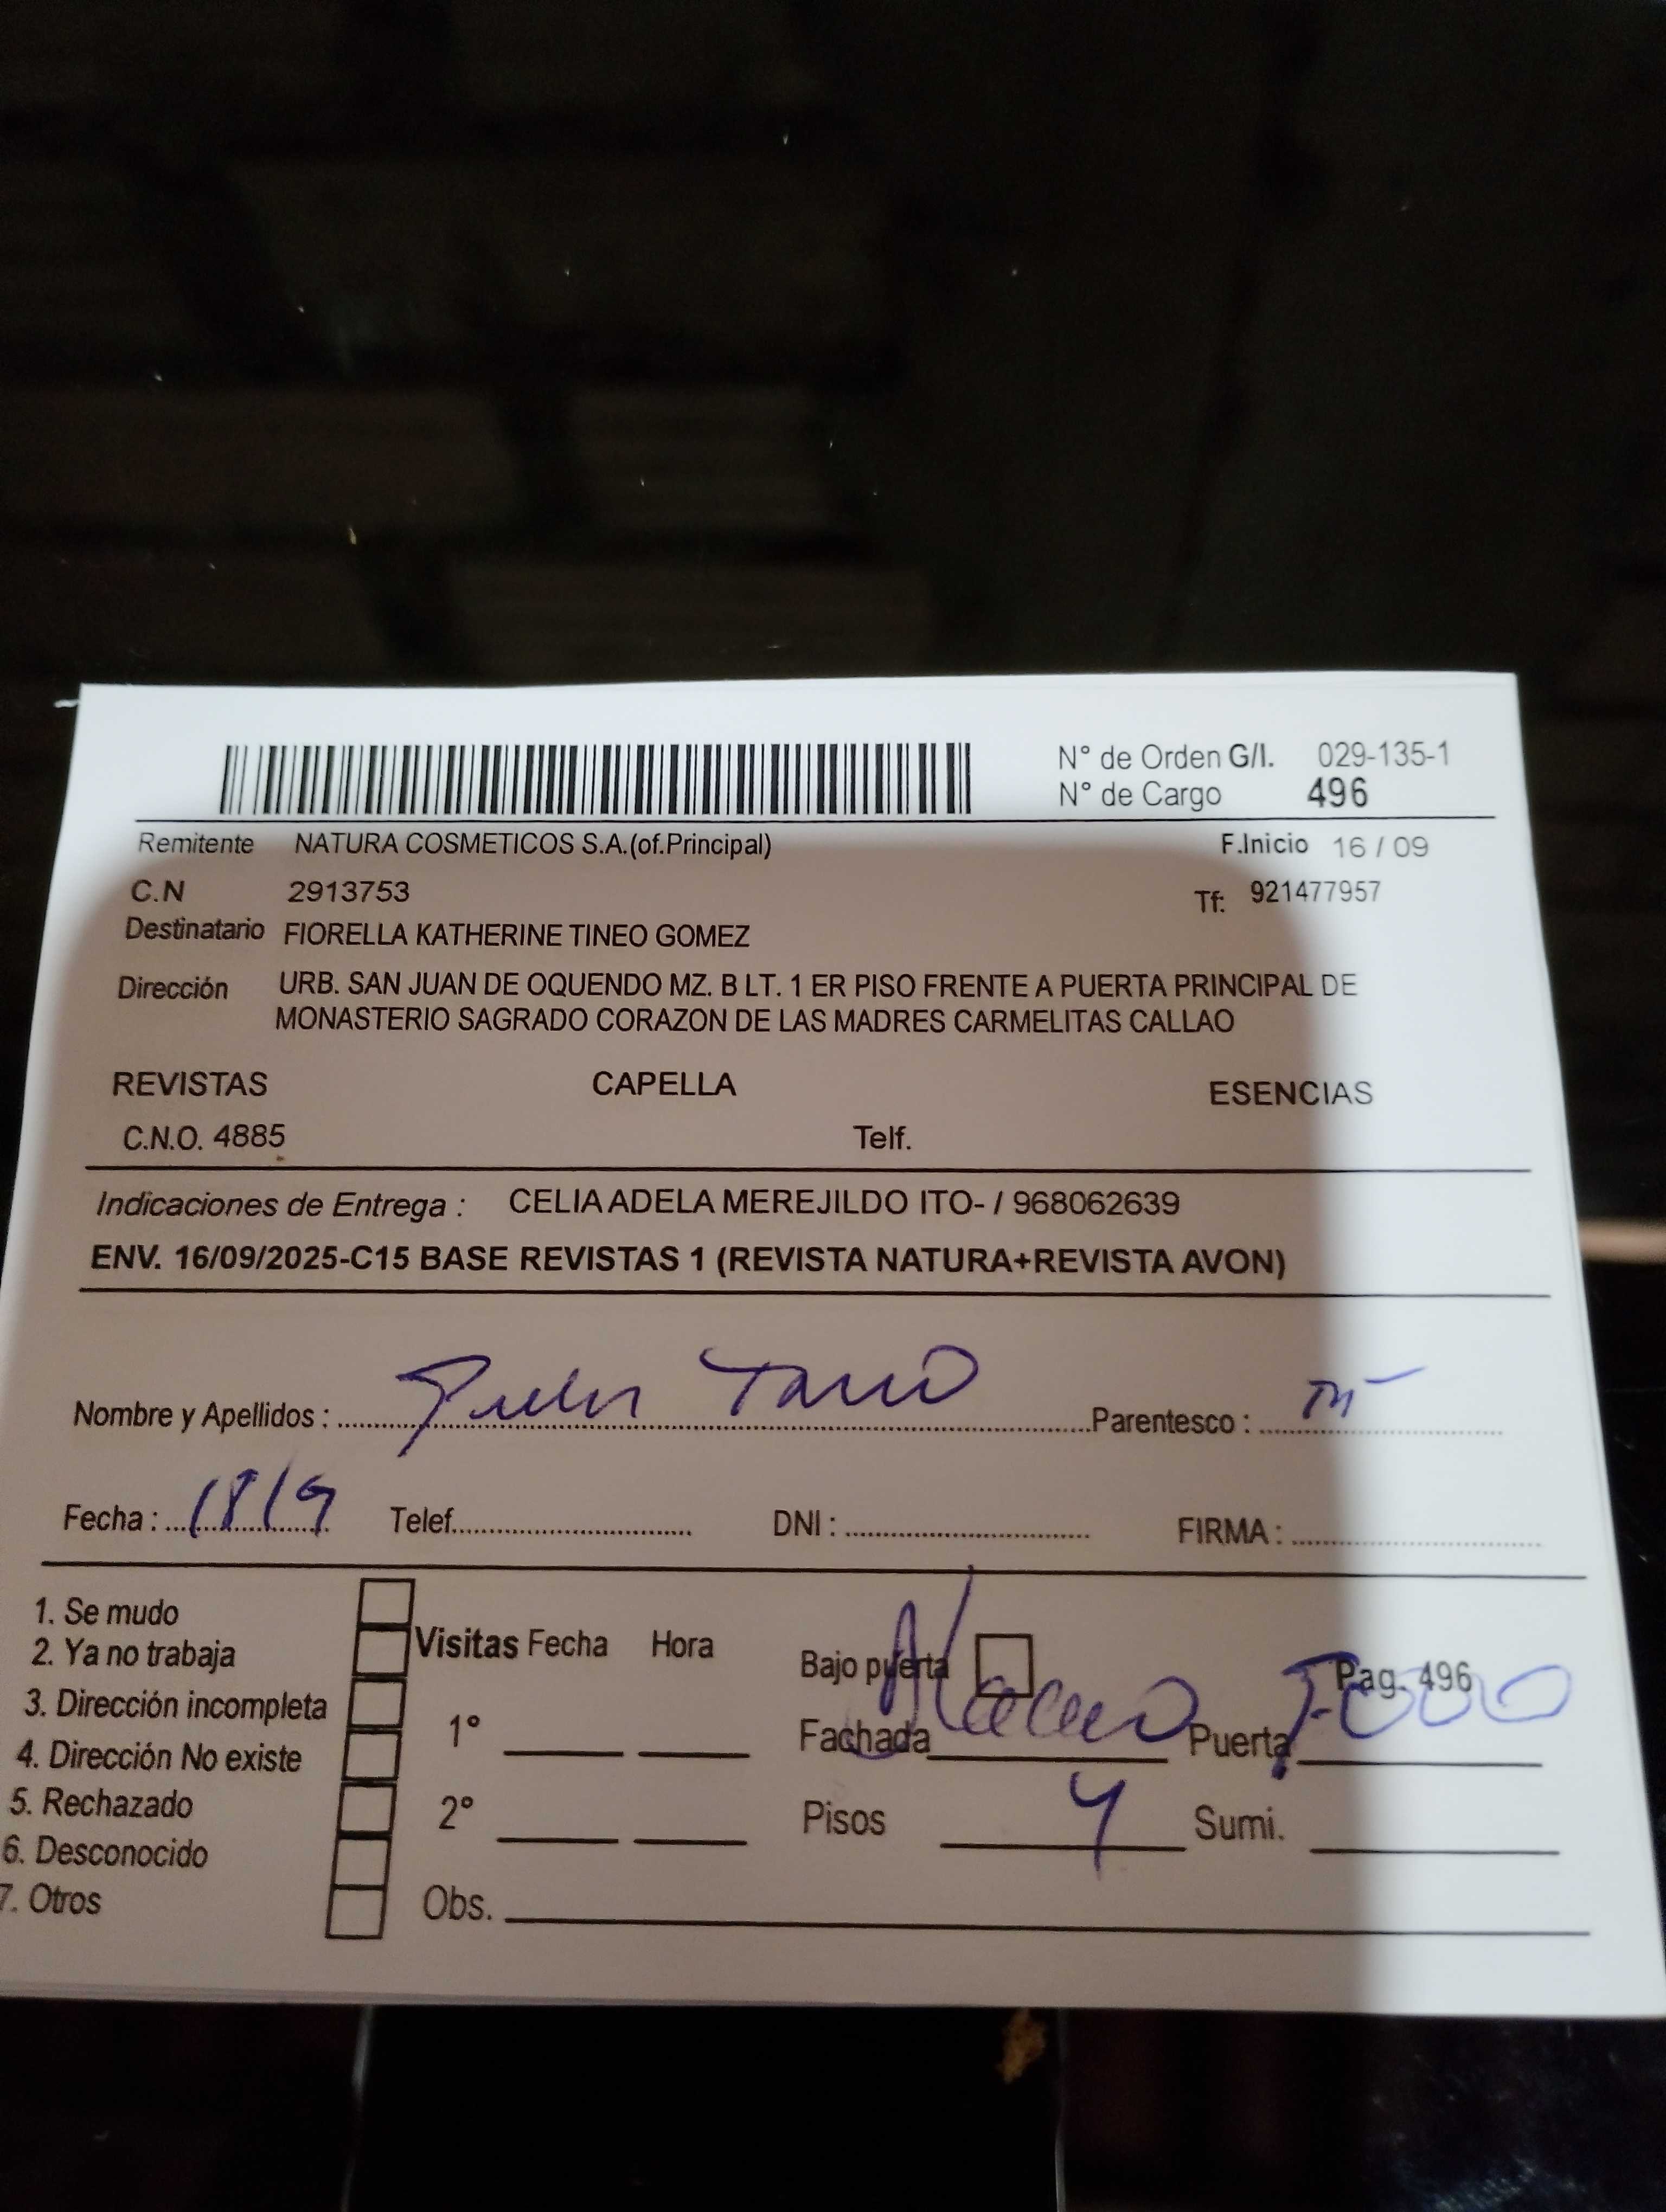 N° de Orden G/I. 029-135-1
N° de Cargo 496
Remitente NATURA COSMETICOS S.A.(of.Principal) F.Inicio 16 / 09
C.N 2913753 Tf: 921477957
Destinatario FIORELLA KATHERINE TINEO GOMEZ
Dirección URB. SAN JUAN DE OQUENDO MZ. B LT. 1 ER PISO FRENTE A PUERTA PRINCIPAL DE
MONASTERIO SAGRADO CORAZON DE LAS MADRES CARMELITAS CALLAO
REVISTAS CAPELLA ESENCIAS
C.N.O. 4885 Telf.
Indicaciones de Entrega : CELIA ADELA MEREJILDO ITO- / 968062639
ENV. 16/09/2025-C15 BASE REVISTAS 1 (REVISTA NATURA+REVISTA AVON)
Nombre y Apellidos : Parentesco :
Fecha : 18/9 Telef. DNI : FIRMA :
1. Se mudo
2. Ya no trabaja
3. Dirección incompleta
4. Dirección No existe
5. Rechazado
6. Desconocido
7. Otros
Visitas Fecha Hora
1°
2°
Obs.
Bajo puerta Pag. 496
Fachada Puerta
Pisos 4 Sumi.